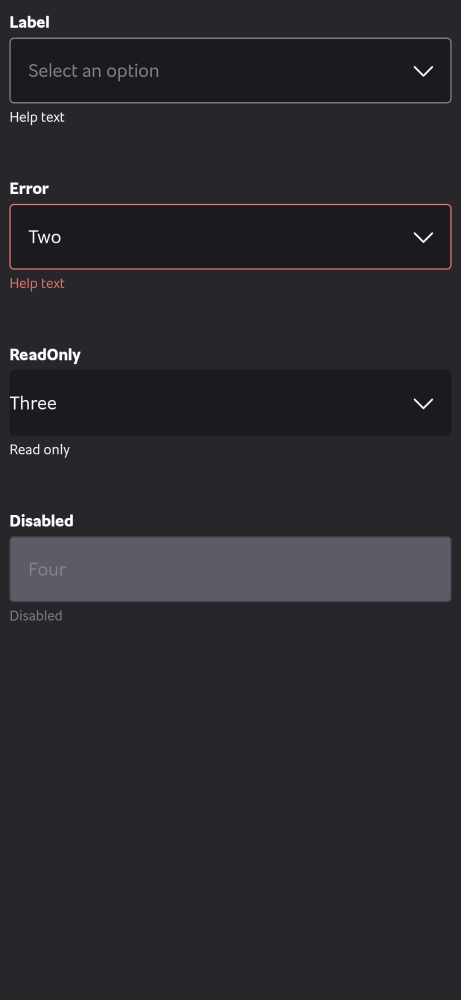 Label
Select an option
Help text
Error
Two
Help text
ReadOnly
Three
Read only
Disabled
Four
Disabled